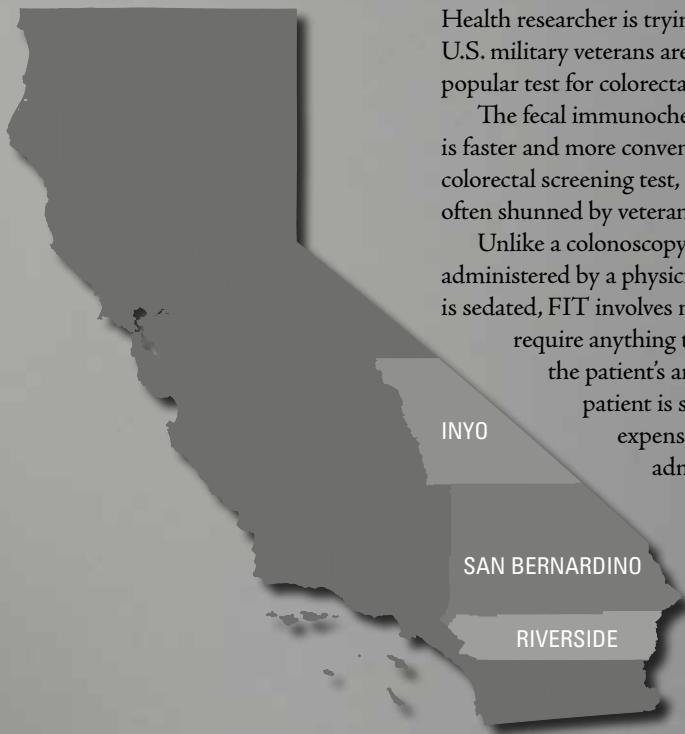 Health researcher is tryin
U.S. military veterans are
popular test for colorecta
The fecal immunoche
is faster and more conven
colorectal screening test,
often shunned by veteran
Unlike a colonoscopy
administered by a physici
is sedated, FIT involves n
require anything t
the patient's an
patient is s
expens
adm
INYO
SAN BERNARDINO
RIVERSIDE